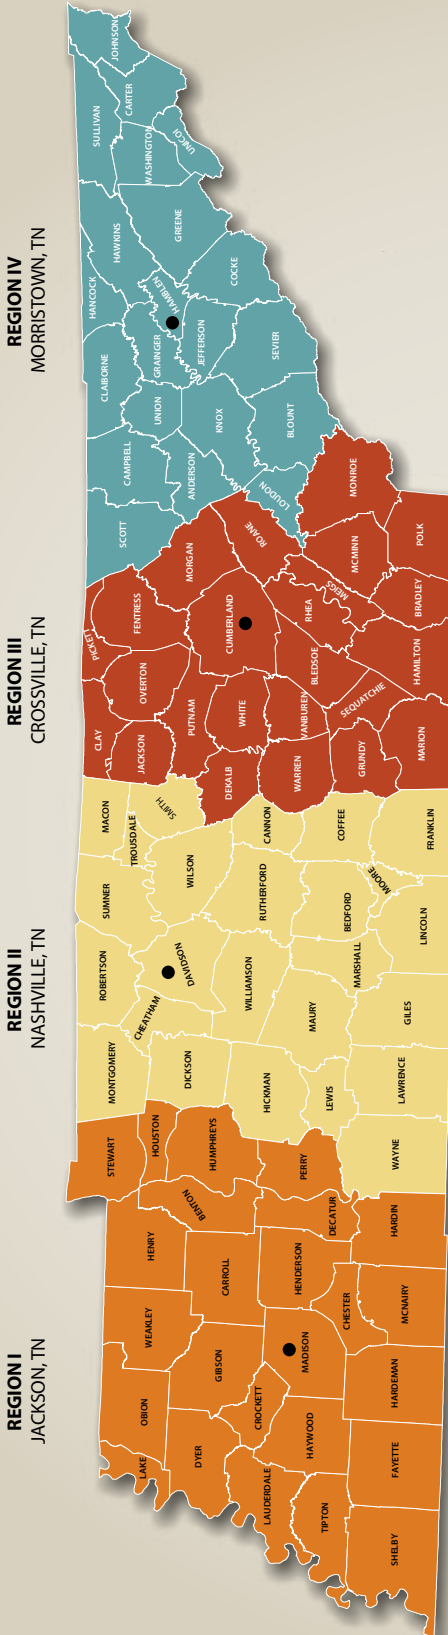 REGION I
JACKSON, TN
REGION II
NASHVILLE, TN
REGION III
CROSSVILLE, TN
REGION IV
MORRISTOWN, TN
LAKE
OBION
WEAKLEY
HENRY
STEWART
HOUSTON
HUMPHREYS
BENTON
CARROLL
GIBSON
DYER
CROCKETT
LAUDERDALE
HAYWOOD
MADISON
HENDERSON
DECATUR
PERRY
CHESTER
TIPTON
SHELBY
FAYETTE
HARDEMAN
MCNAIRY
HARDIN
MONTGOMERY
ROBERTSON
SUMNER
MACON
TROUSDALE
SMITH
CHEATHAM
DAVIDSON
WILSON
DICKSON
HICKMAN
WILLIAMSON
RUTHERFORD
CANNON
LEWIS
MAURY
MARSHALL
BEDFORD
COFFEE
MOORE
WAYNE
LAWRENCE
GILES
LINCOLN
FRANKLIN
CLAY
PICKETT
JACKSON
OVERTON
FENTRESS
PUTNAM
MORGAN
DEKALB
WHITE
CUMBERLAND
ROANE
WARREN
VANBUREN
BLEDSOE
RHEA
MEIGS
MCMINN
MONROE
GRUNDY
SEQUATCHIE
MARION
HAMILTON
BRADLEY
POLK
SCOTT
CAMPBELL
CLAIBORNE
HANCOCK
HAWKINS
SULLIVAN
JOHNSON
CARTER
WASHINGTON
UNICOI
GREENE
HAMBLEN
GRAINGER
UNION
ANDERSON
KNOX
JEFFERSON
COCKE
SEVIER
BLOUNT
LOUDON